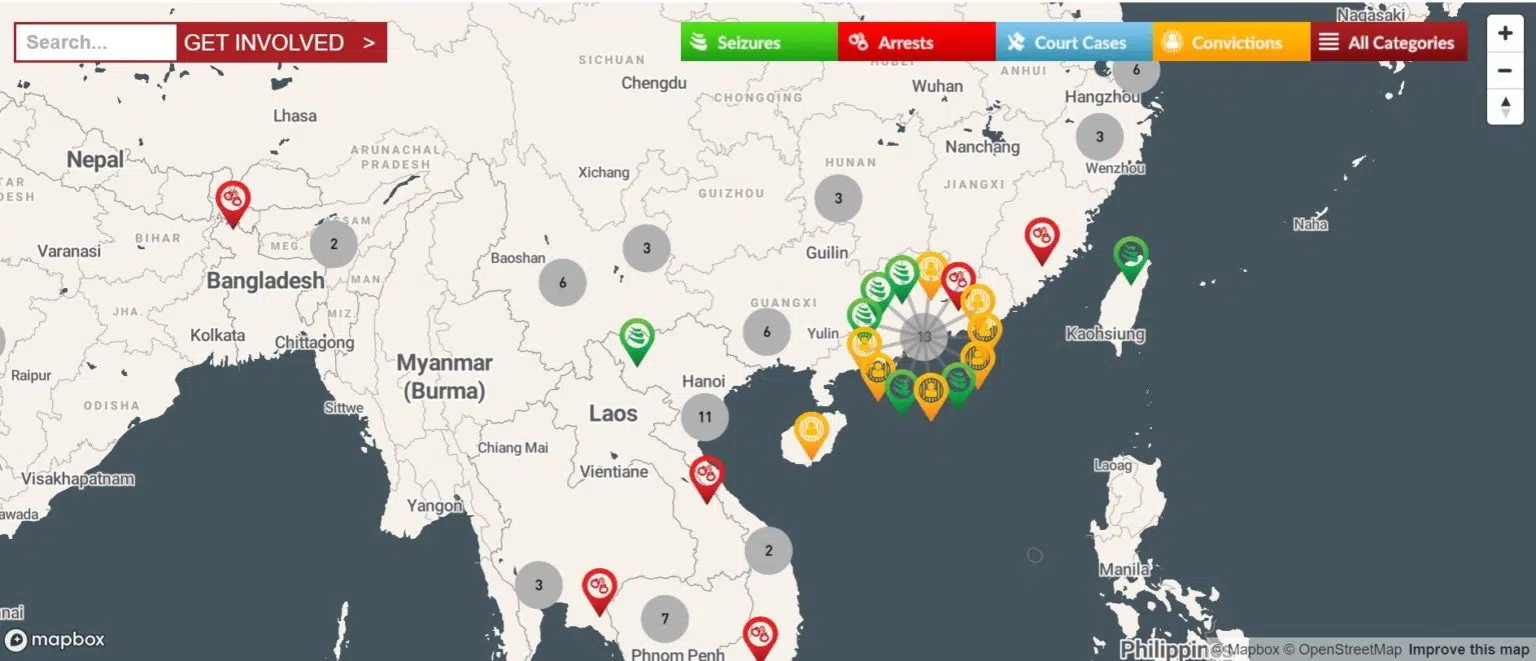 Search...
GET INVOLVED >
Seizures
Arrests
Court Cases
Convictions
All Categories
Nagasaki
SICHUAN
Chengdu
CHONGQING
HUBEI
Wuhan
ANHUI
6
Hangzhou
Lhasa
Nepal
ARUNACHAL
PRADESH
Xichang
HUNAN
Nanchang
3
Wenzhou
TAR
DESH
GUIZHOU
JIANGXI
3
ASSAM
Naha
BIHAR
MEG.
2
Varanasi
Baoshan
3
Guilin
Bangladesh
MAN.
6
GUANGXI
JHA.
MIZ.
Kolkata
Chittagong
6
Yulin
13
Kaohsiung
Myanmar
(Burma)
Raipur
Hanoi
ODISHA
Sittwe
Laos
11
Chiang Mai
Vientiane
Laoag
Visakhapatnam
Yangon
awada
2
Manila
3
7
nai
mapbox
Phnom Penh
Philippines
© Mapbox © OpenStreetMap Improve this map